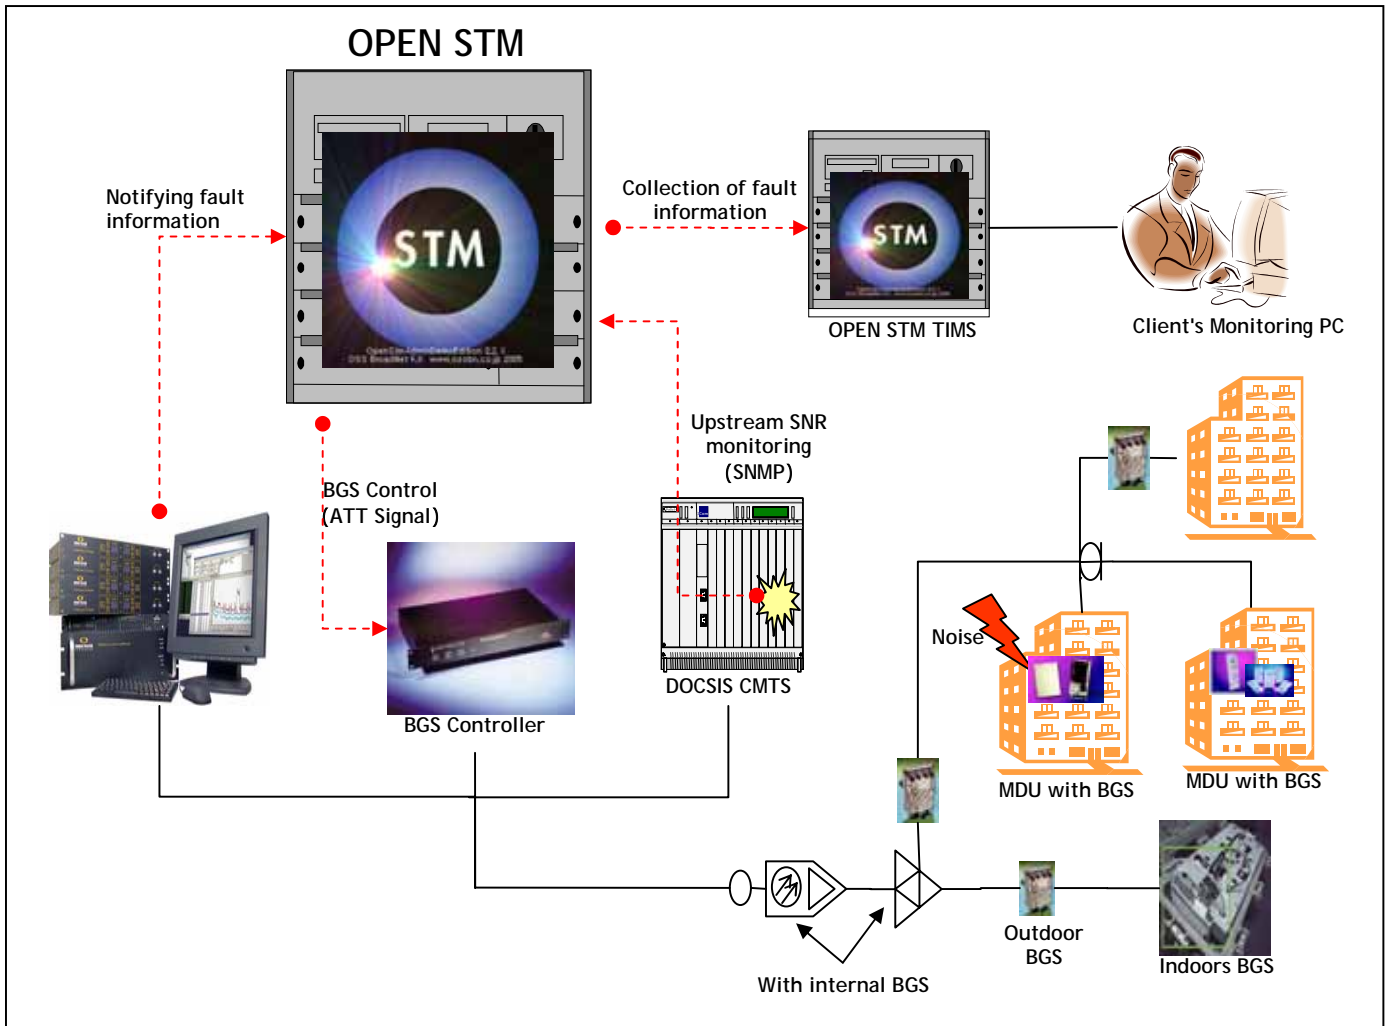 OPEN STM
Notifying fault
information
STM
Collection of fault
information
STM
OPEN STM TIMS
Client's Monitoring PC
BGS Control
(ATT Signal)
Upstream SNR
monitoring
(SNMP)
BGS Controller
DOCSIS CMTS
Noise
MDU with BGS
MDU with BGS
Outdoor
BGS
Indoors BGS
With internal BGS